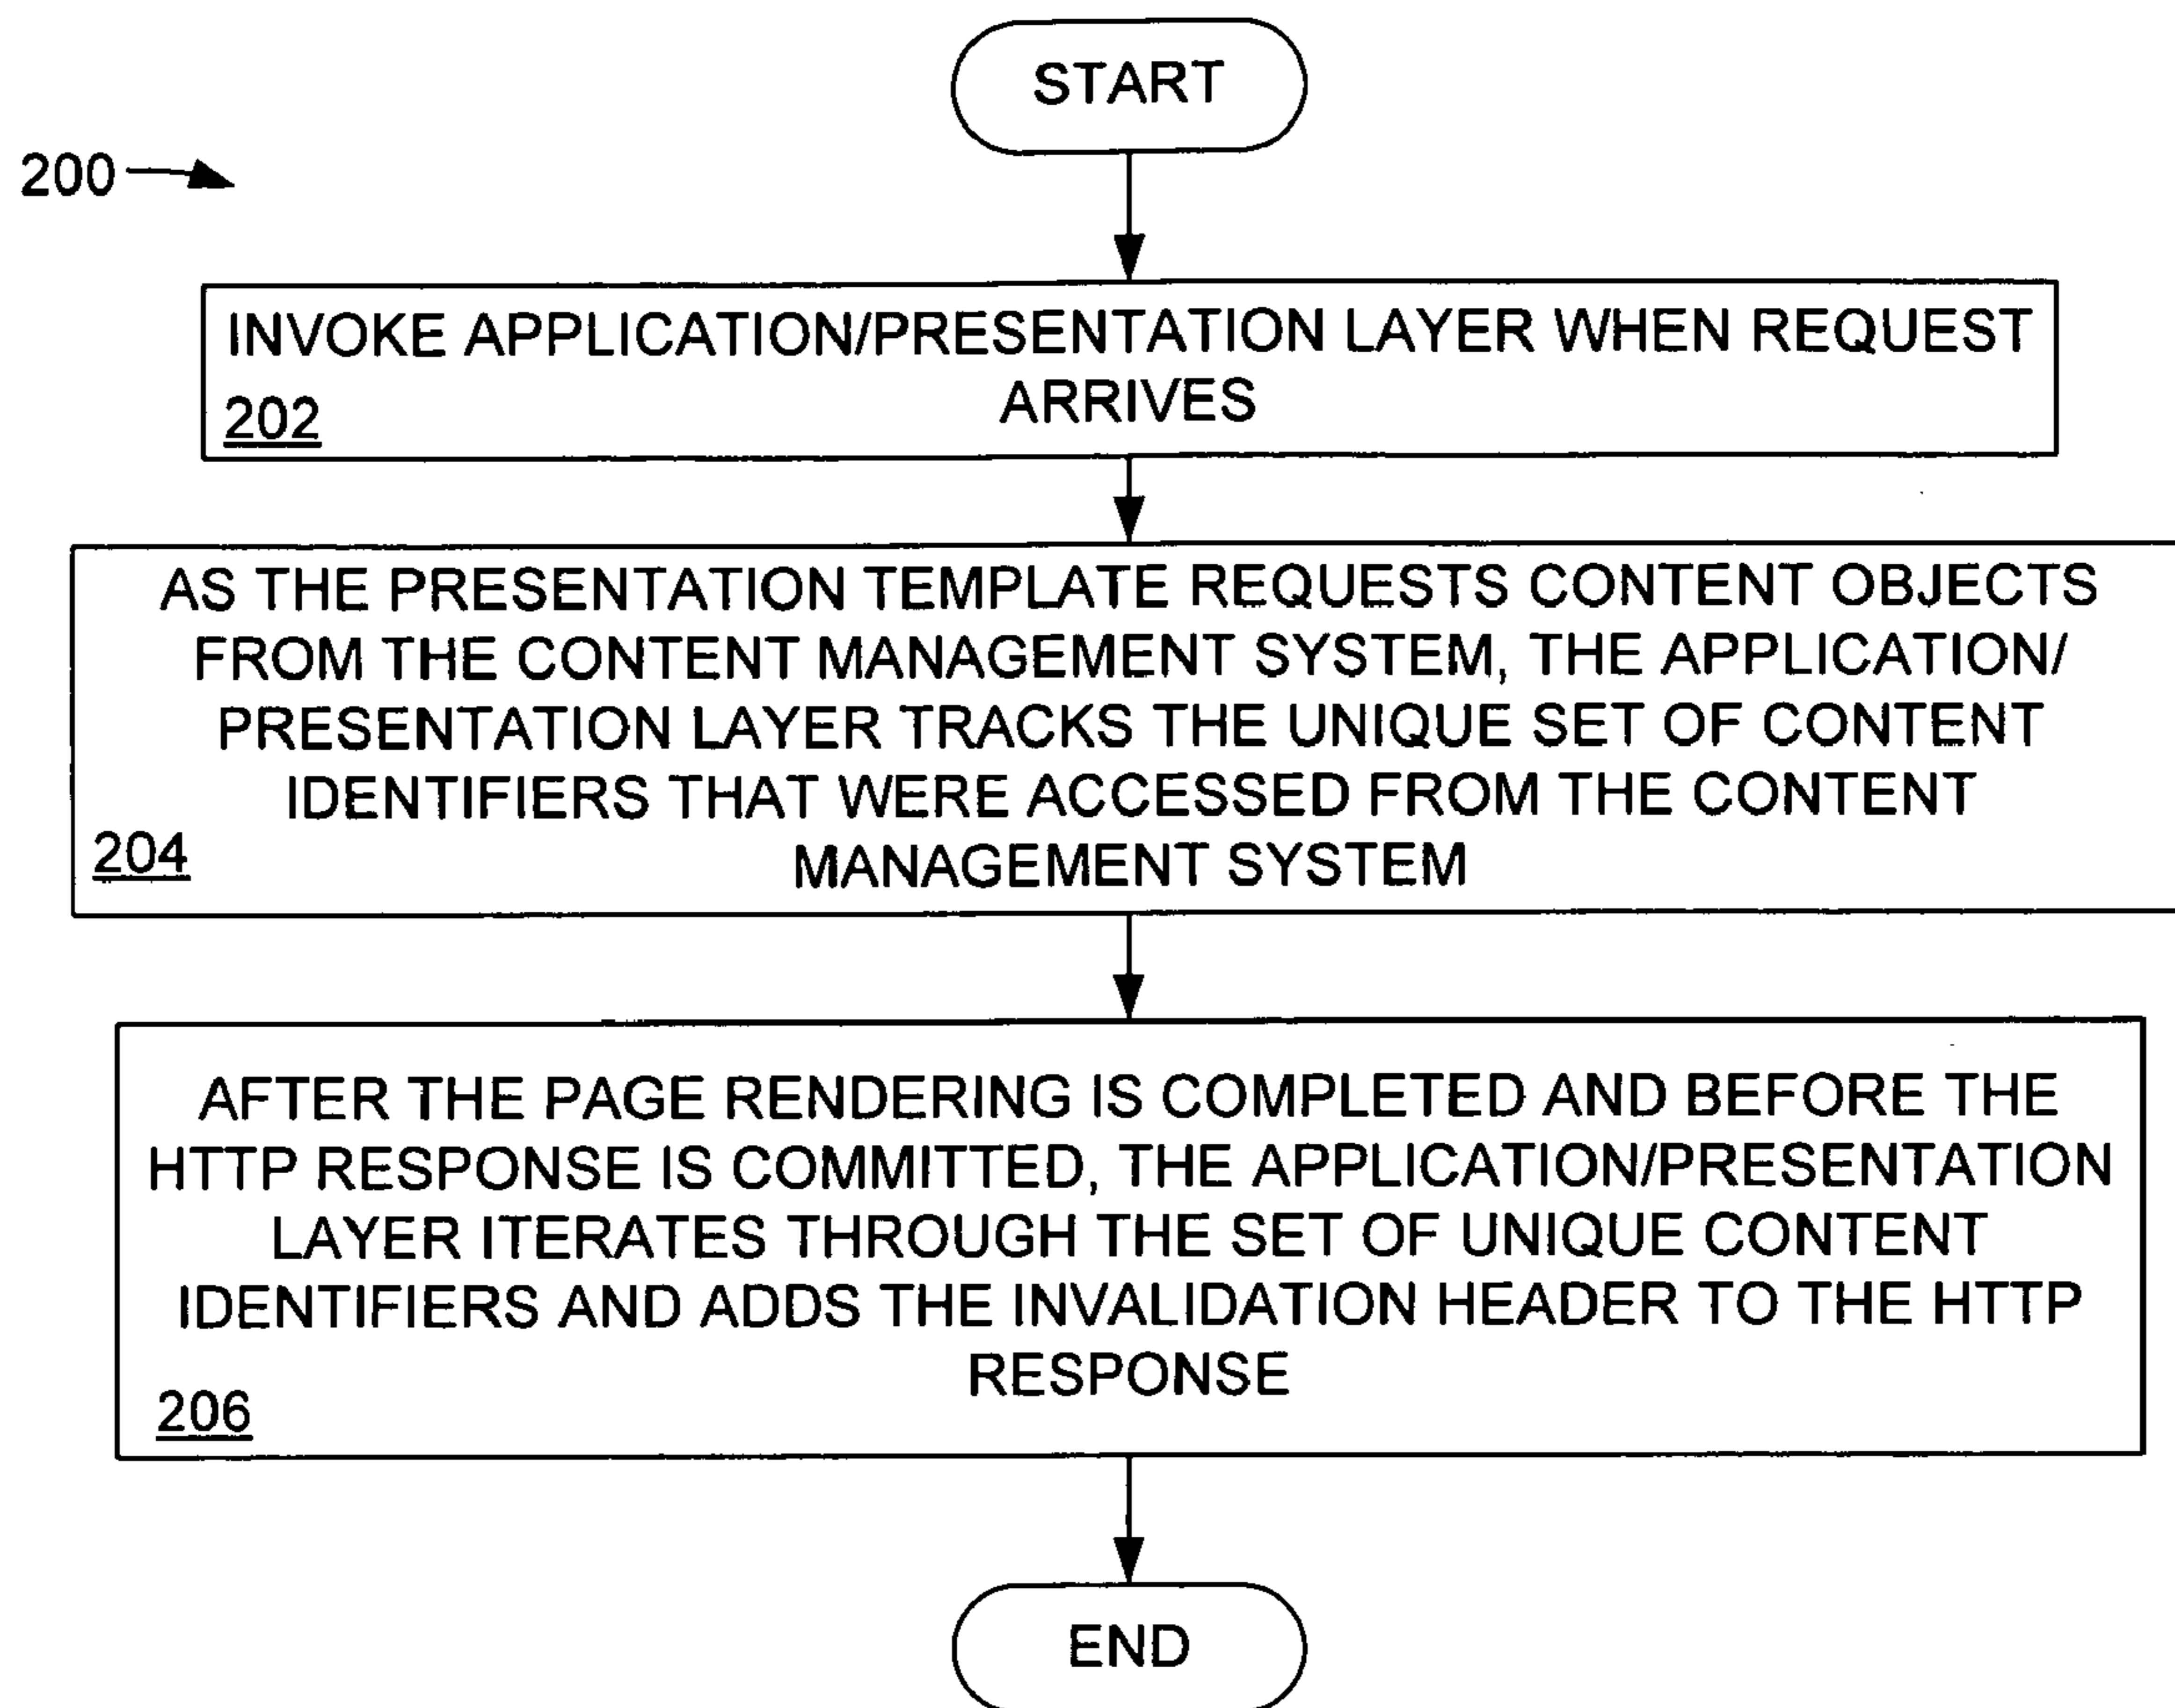 START
200
INVOKE APPLICATION/PRESENTATION LAYER WHEN REQUEST
ARRIVES
202
AS THE PRESENTATION TEMPLATE REQUESTS CONTENT OBJECTS
FROM THE CONTENT MANAGEMENT SYSTEM, THE APPLICATION/
PRESENTATION LAYER TRACKS THE UNIQUE SET OF CONTENT
IDENTIFIERS THAT WERE ACCESSED FROM THE CONTENT
MANAGEMENT SYSTEM
204
AFTER THE PAGE RENDERING IS COMPLETED AND BEFORE THE
HTTP RESPONSE IS COMMITTED, THE APPLICATION/PRESENTATION
LAYER ITERATES THROUGH THE SET OF UNIQUE CONTENT
IDENTIFIERS AND ADDS THE INVALIDATION HEADER TO THE HTTP
RESPONSE
206
END